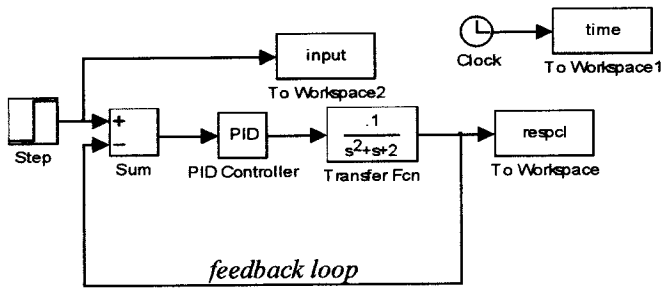 time
Clock
To Workspace1
input
To Workspace2
Step
+
−
Sum
PID
PID Controller
.1
s²+s+2
Transfer Fcn
respcl
To Workspace
feedback loop